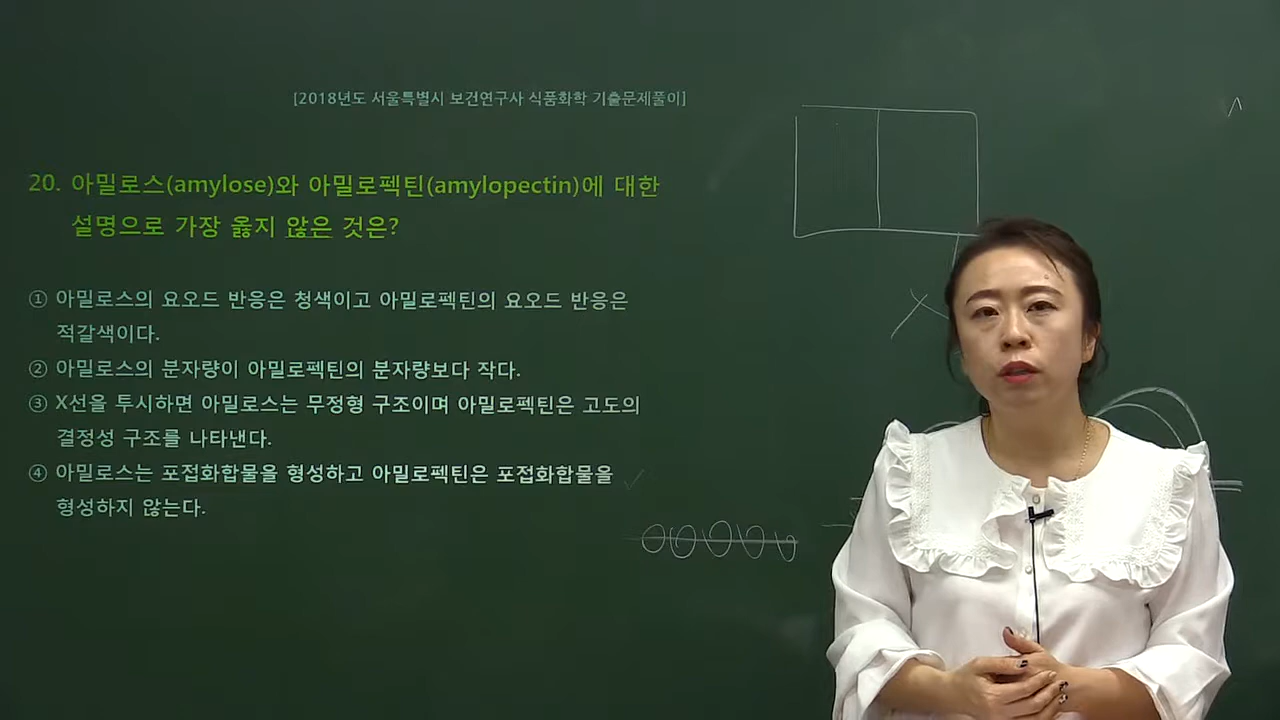 [2018년도 서울특별시 보건연구사 식품화학 기출문제풀이]
20. 아밀로스(amylose)와 아밀로펙틴(amylopectin)에 대한
설명으로 가장 옳지 않은 것은?
① 아밀로스의 요오드 반응은 청색이고 아밀로펙틴의 요오드 반응은
적갈색이다.
② 아밀로스의 분자량이 아밀로펙틴의 분자량보다 작다.
③ X선을 투시하면 아밀로스는 무정형 구조이며 아밀로펙틴은 고도의
결정성 구조를 나타낸다.
④ 아밀로스는 포접화합물을 형성하고 아밀로펙틴은 포접화합물을
형성하지 않는다.